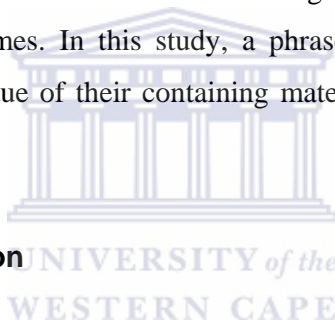 mes. In this study, a phras
ue of their containing mate
on
UNIVERSITY of the
WESTERN CAPE